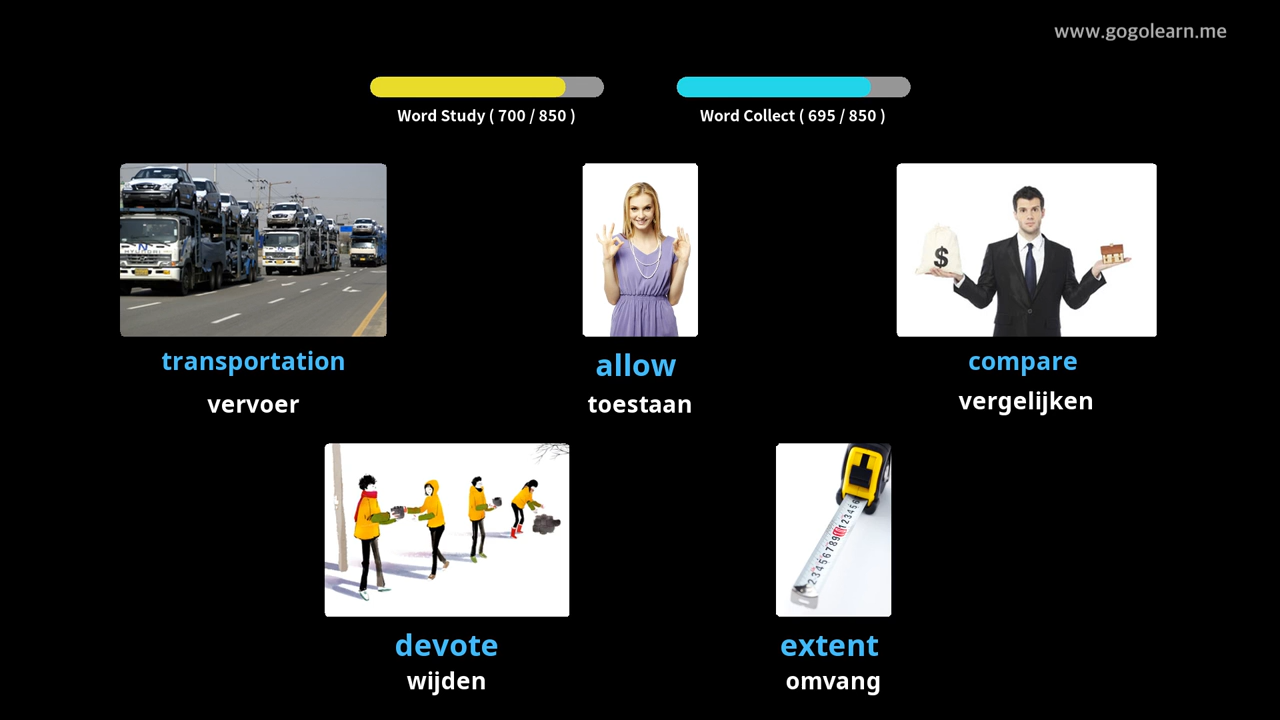 www.gogolearn.me
Word Study ( 700 / 850 )
Word Collect ( 695 / 850 )
transportation
vervoer
allow
toestaan
$
compare
vergelijken
devote
wijden
extent
omvang